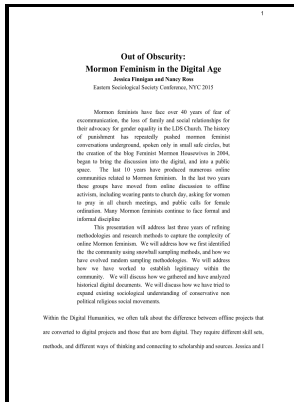 1
Out of Obscurity:
Mormon Feminism in the Digital Age
Jessica Finnigan and Nancy Ross
Eastern Sociological Society Conference, NYC 2015
Mormon feminists have face over 40 years of fear of
excommunication, the loss of family and social relationships for
their advocacy for gender equality in the LDS Church. The history
of punishment has repeatedly pushed mormon feminist
conversations underground, spoken only in small safe circles, but
the creation of the blog Feminist Mormon Housewives in 2004,
began to bring the discussion into the digital, and into a public
space. The last 10 years have produced numerous online
communities related to Mormon feminism. In the last two years
these groups have moved from online discussion to offline
activism, including wearing pants to church day, asking for women
to pray in all church meetings, and public calls for female
ordination. Many Mormon feminists continue to face formal and
informal discipline
This presentation will address last three years of refining
methodologies and research methods to capture the complexity of
online Mormon feminism. We will address how we first identified
the community using snowball sampling methods, and how we
have evolved random sampling methodologies. We will address
how we have worked to establish legitimacy within the
community. We will discuss how we gathered and have analyzed
historical digital documents. We will discuss how we have tried to
expand existing sociological understanding of conservative non
political religious social movements.
Within the Digital Humanities, we often talk about the difference between offline projects that
are converted to digital projects and those that are born digital. They require different skill sets,
methods, and different ways of thinking and connecting to scholarship and sources. Jessica and I